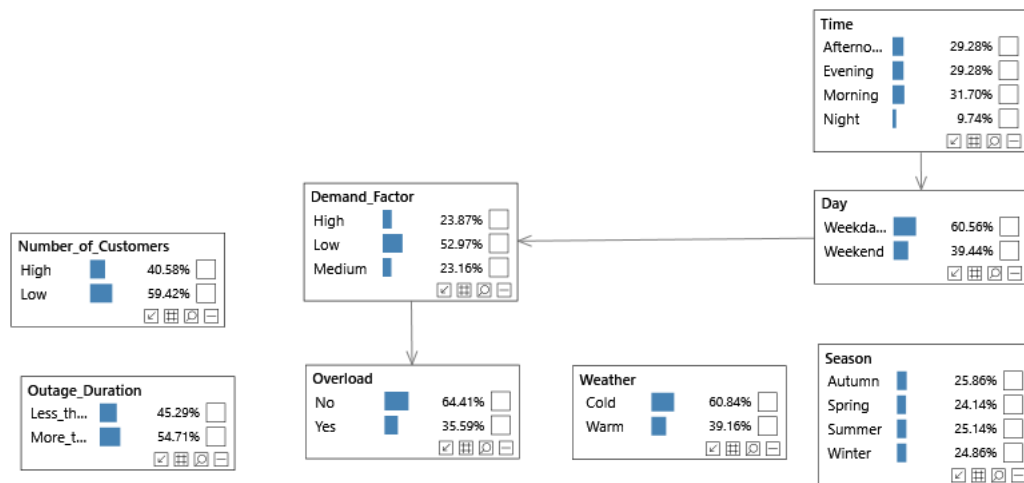 Time
Afterno... 29.28%
Evening 29.28%
Morning 31.70%
Night 9.74%
Demand_Factor
High 23.87%
Low 52.97%
Medium 23.16%
Day
Weekda... 60.56%
Weekend 39.44%
Number_of_Customers
High 40.58%
Low 59.42%
Outage_Duration
Less_th... 45.29%
More_t... 54.71%
Overload
No 64.41%
Yes 35.59%
Weather
Cold 60.84%
Warm 39.16%
Season
Autumn 25.86%
Spring 24.14%
Summer 25.14%
Winter 24.86%